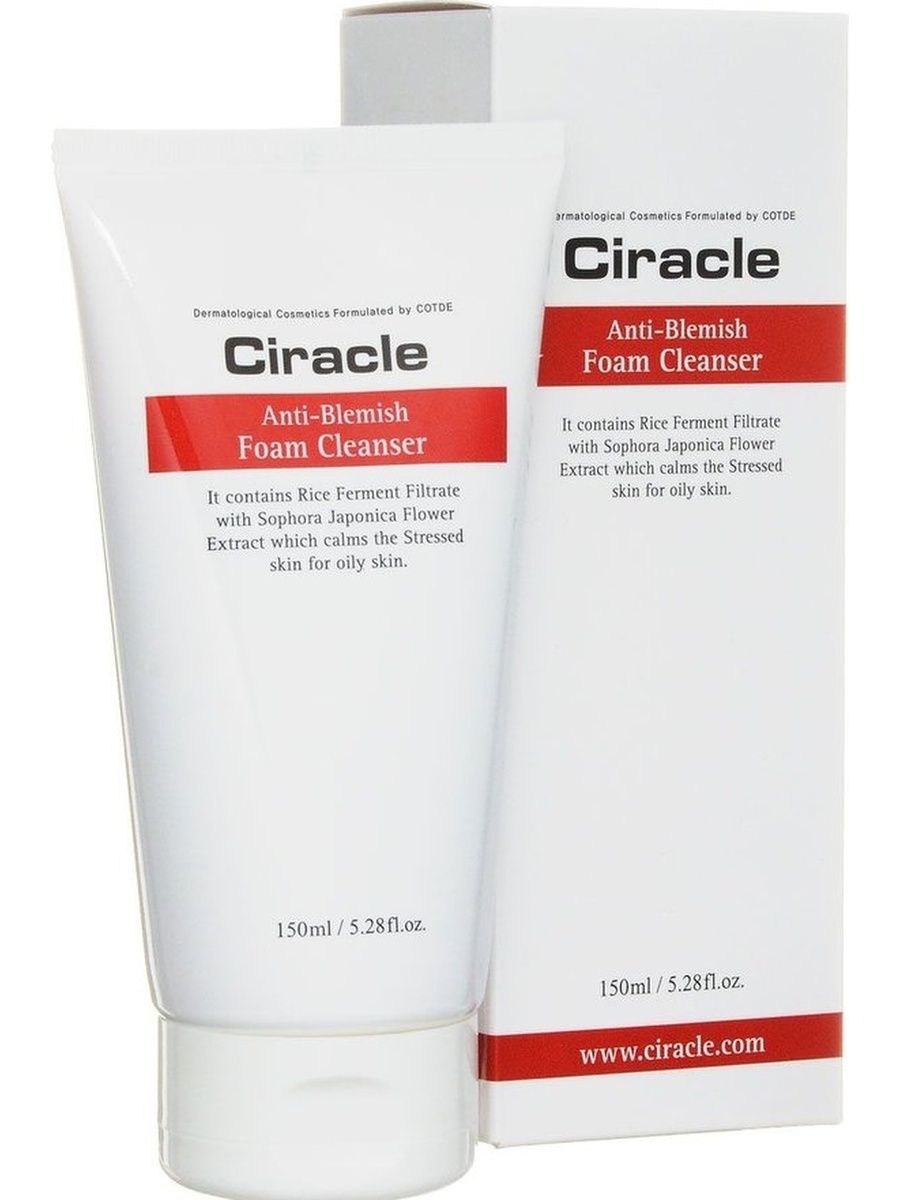 Dermatological Cosmetics Formulated by COTDE
Ciracle
Anti-Blemish
Foam Cleanser
It contains Rice Ferment Filtrate
with Sophora Japonica Flower
Extract which calms the Stressed
skin for oily skin.
150ml / 5.28fl.oz.
ermatological Cosmetics Formulated by COTDE
Ciracle
Anti-Blemish
Foam Cleanser
It contains Rice Ferment Filtrate
with Sophora Japonica Flower
Extract which calms the Stressed
skin for oily skin.
150ml / 5.28fl.oz.
www.ciracle.com